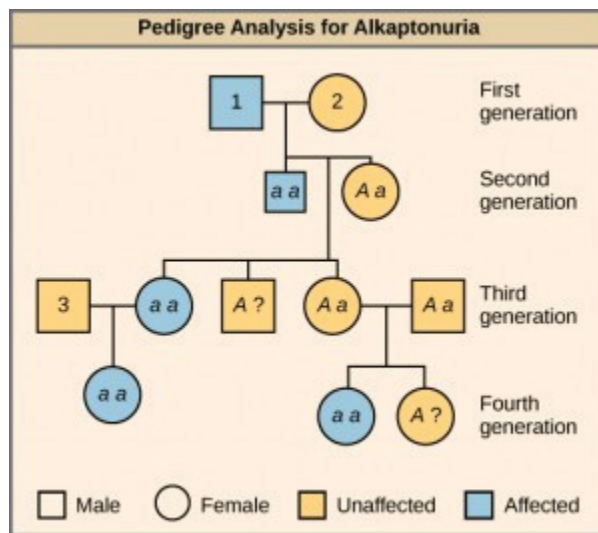 Pedigree Analysis for Alkaptonuria
1
2
First
generation
a a
A a
Second
generation
3
a a
A ?
A a
A a
Third
generation
a a
a a
A ?
Fourth
generation
Male
Female
Unaffected
Affected